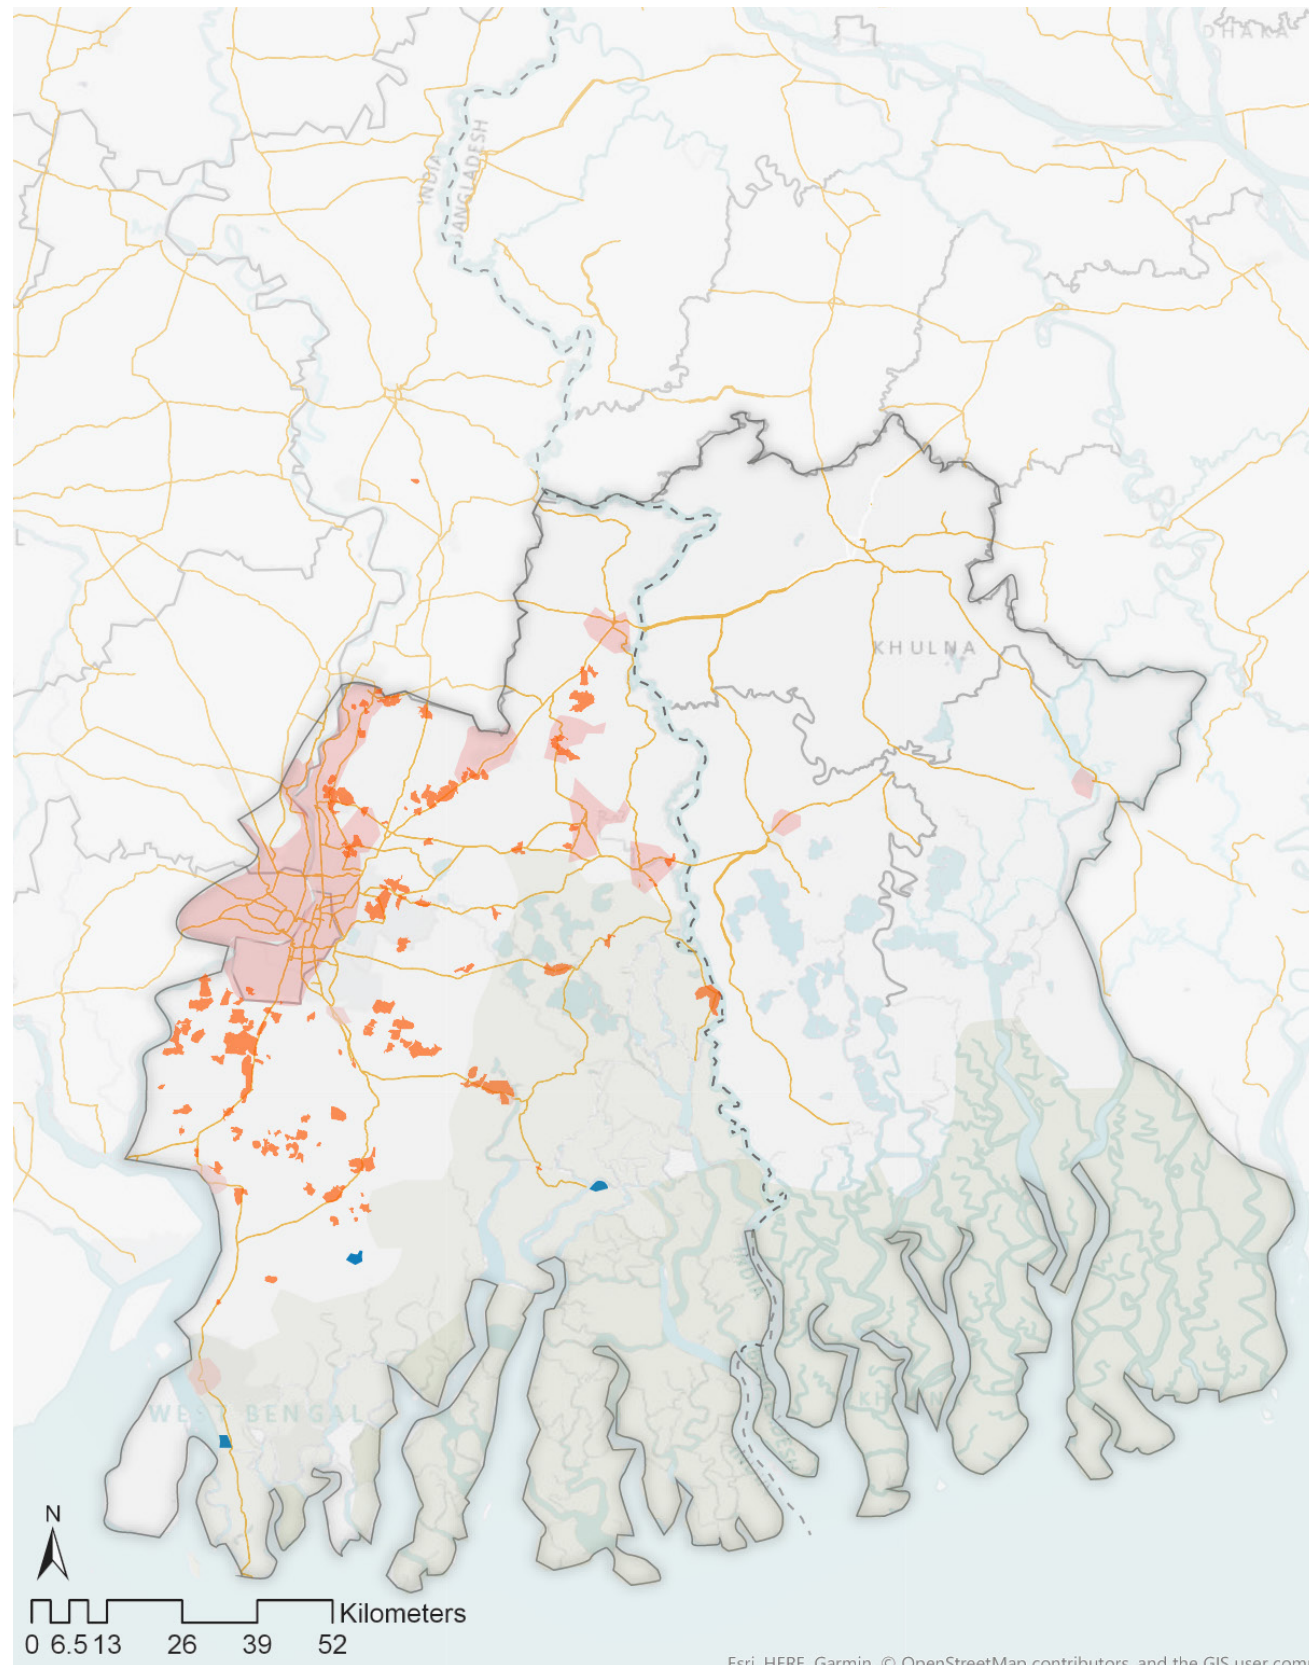 DHAKA
INDIA
BANGLADESH
L
KHULNA
INDIA
WEST BENGAL
N
Kilometers
0 6.5 13 26 39 52
Esri, HERE, Garmin, © OpenStreetMap contributors, and the GIS user com